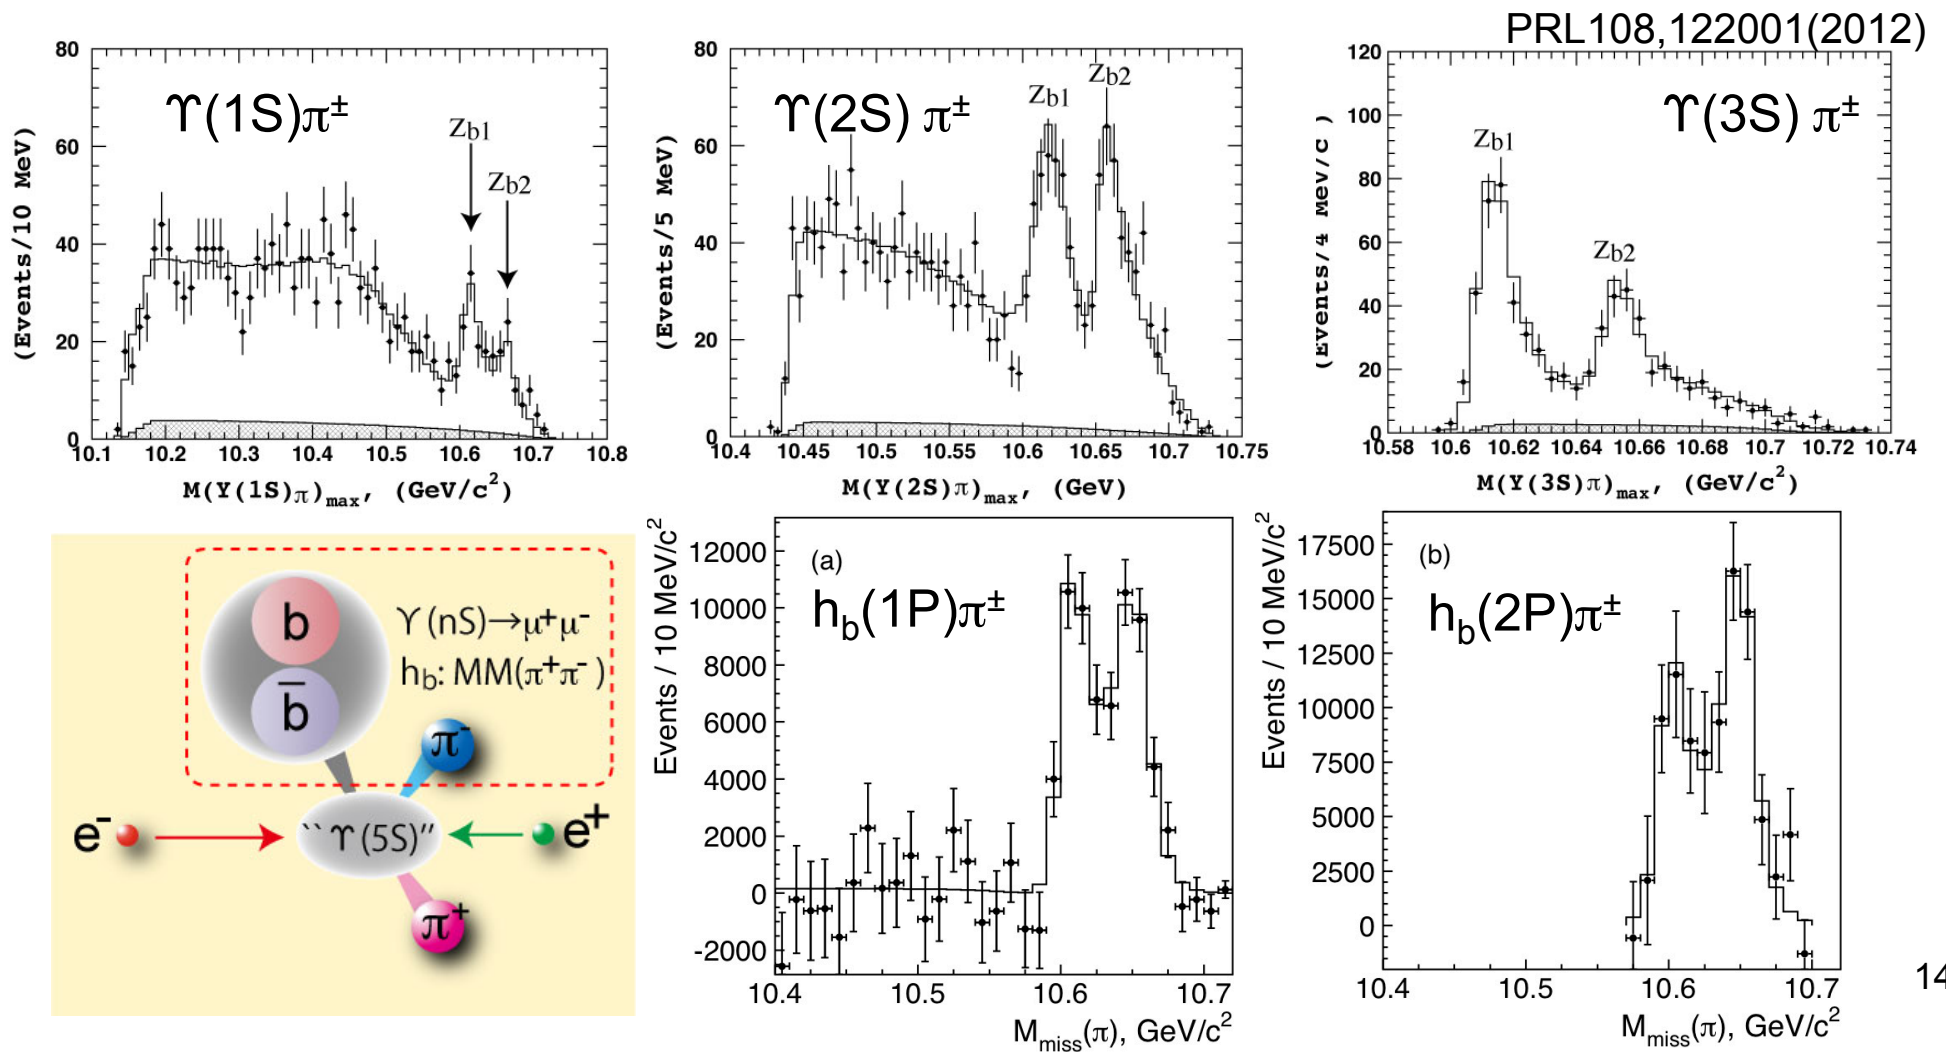 PRL108,122001(2012)
80
60
40
20
0
(Events/10 MeV)
ϒ(1S)π±
Zb1
Zb2
10.1 10.2 10.3 10.4 10.5 10.6 10.7 10.8
M(Y(1S)π)max, (GeV/c²)
80
60
40
20
0
(Events/5 MeV)
ϒ(2S) π±
Zb1
Zb2
10.4 10.45 10.5 10.55 10.6 10.65 10.7 10.75
M(Y(2S)π)max, (GeV)
120
100
80
60
40
20
0
(Events/4 MeV/c )
ϒ(3S) π±
Zb1
Zb2
10.58 10.6 10.62 10.64 10.66 10.68 10.7 10.72 10.74
M(Y(3S)π)max, (GeV/c²)
b
b̅
ϒ(nS)→μ⁺μ⁻
hb: MM(π⁺π⁻)
π⁻
e⁻
``ϒ(5S)"
e⁺
π⁺
Events / 10 MeV/c²
12000
10000
8000
6000
4000
2000
0
-2000
(a)
hb(1P)π±
10.4 10.5 10.6 10.7
Mmiss(π), GeV/c²
Events / 10 MeV/c²
17500
15000
12500
10000
7500
5000
2500
0
(b)
hb(2P)π±
10.4 10.5 10.6 10.7
Mmiss(π), GeV/c²
14